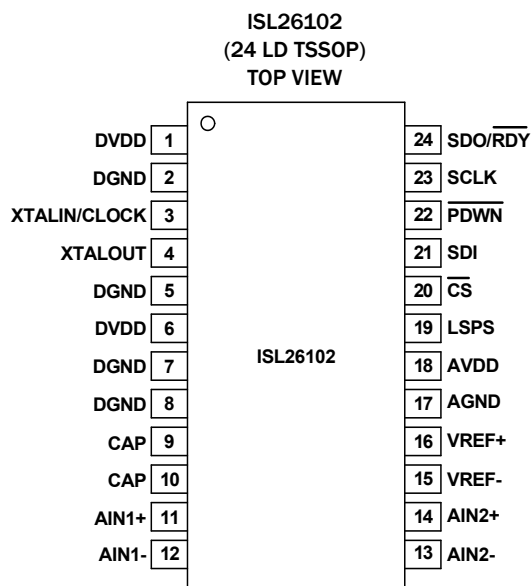 ISL26102
(24 LD TSSOP)
TOP VIEW
DVDD 1 24 SDO/RDY
DGND 2 23 SCLK
XTALIN/CLOCK 3 22 PDWN
XTALOUT 4 21 SDI
DGND 5 20 CS
DVDD 6 19 LSPS
ISL26102
DGND 7 18 AVDD
DGND 8 17 AGND
CAP 9 16 VREF+
CAP 10 15 VREF-
AIN1+ 11 14 AIN2+
AIN1- 12 13 AIN2-